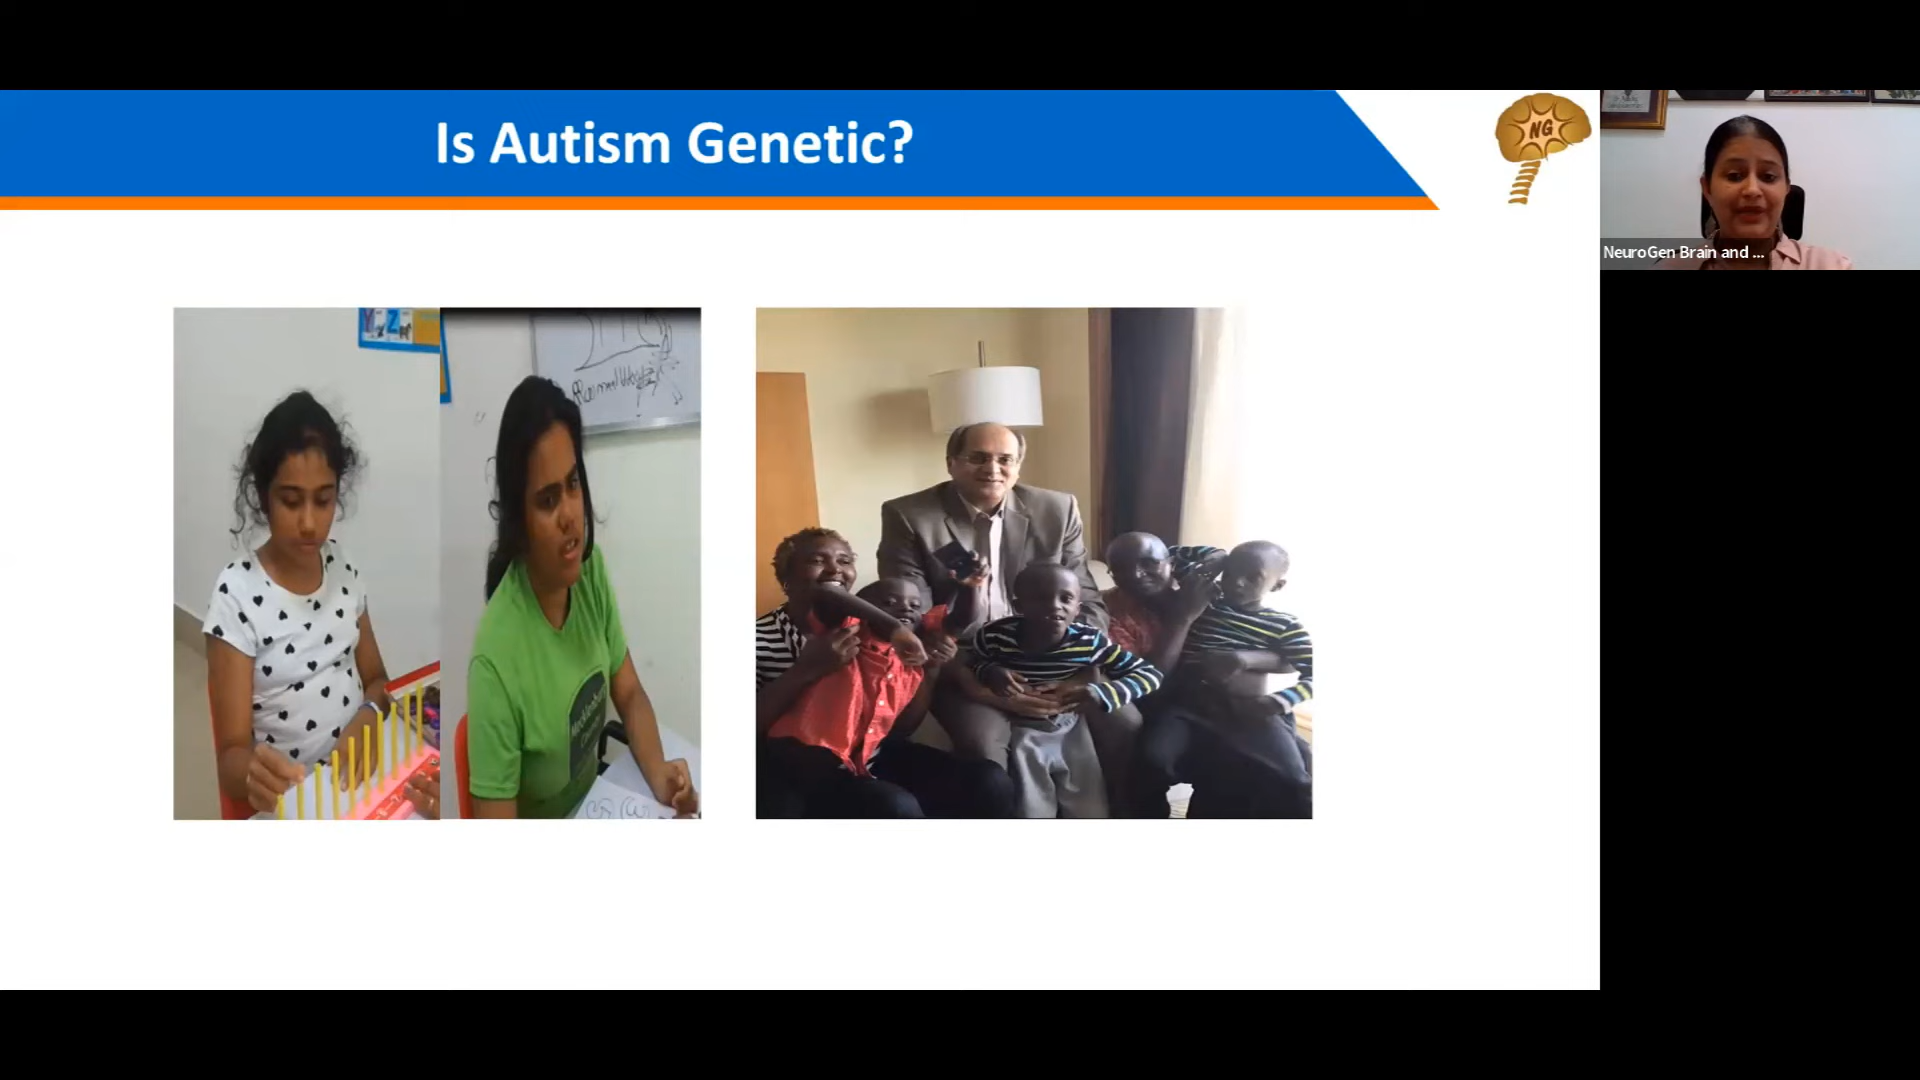 Is Autism Genetic?
NG
NeuroGen Brain and ...
Y Z